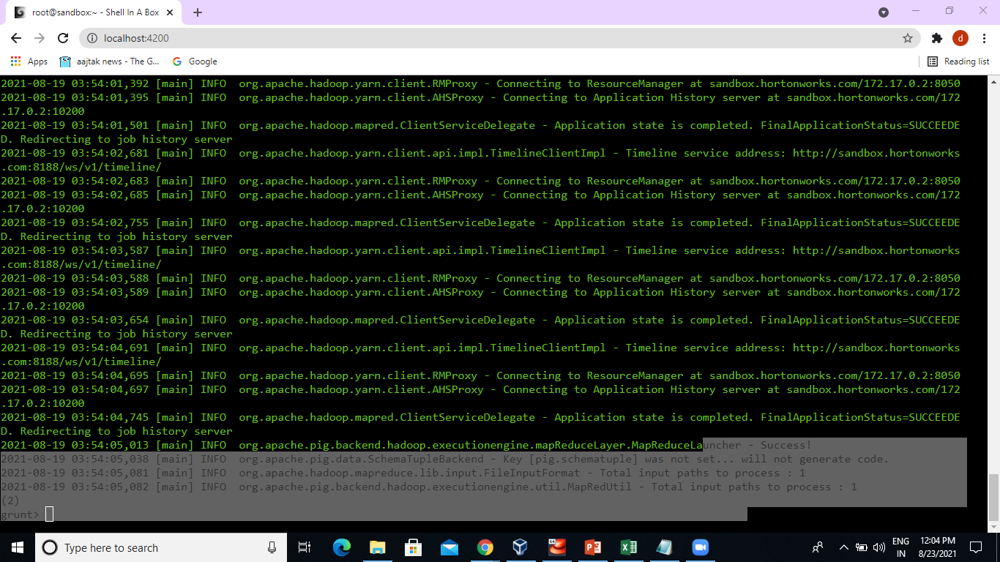 root@sandbox:~ - Shell In A Box
localhost:4200
Apps
aajtak news - The G...
Google
Reading list
d
2021-08-19 03:54:01,392 [main] INFO  org.apache.hadoop.yarn.client.RMProxy - Connecting to ResourceManager at sandbox.hortonworks.com/172.17.0.2:8050
2021-08-19 03:54:01,395 [main] INFO  org.apache.hadoop.yarn.client.AHSProxy - Connecting to Application History server at sandbox.hortonworks.com/172
.17.0.2:10200
2021-08-19 03:54:01,501 [main] INFO  org.apache.hadoop.mapred.ClientServiceDelegate - Application state is completed. FinalApplicationStatus=SUCCEEDE
D. Redirecting to job history server
2021-08-19 03:54:02,681 [main] INFO  org.apache.hadoop.yarn.client.api.impl.TimelineClientImpl - Timeline service address: http://sandbox.hortonworks
.com:8188/ws/v1/timeline/
2021-08-19 03:54:02,683 [main] INFO  org.apache.hadoop.yarn.client.RMProxy - Connecting to ResourceManager at sandbox.hortonworks.com/172.17.0.2:8050
2021-08-19 03:54:02,685 [main] INFO  org.apache.hadoop.yarn.client.AHSProxy - Connecting to Application History server at sandbox.hortonworks.com/172
.17.0.2:10200
2021-08-19 03:54:02,755 [main] INFO  org.apache.hadoop.mapred.ClientServiceDelegate - Application state is completed. FinalApplicationStatus=SUCCEEDE
D. Redirecting to job history server
2021-08-19 03:54:03,587 [main] INFO  org.apache.hadoop.yarn.client.api.impl.TimelineClientImpl - Timeline service address: http://sandbox.hortonworks
.com:8188/ws/v1/timeline/
2021-08-19 03:54:03,588 [main] INFO  org.apache.hadoop.yarn.client.RMProxy - Connecting to ResourceManager at sandbox.hortonworks.com/172.17.0.2:8050
2021-08-19 03:54:03,589 [main] INFO  org.apache.hadoop.yarn.client.AHSProxy - Connecting to Application History server at sandbox.hortonworks.com/172
.17.0.2:10200
2021-08-19 03:54:03,654 [main] INFO  org.apache.hadoop.mapred.ClientServiceDelegate - Application state is completed. FinalApplicationStatus=SUCCEEDE
D. Redirecting to job history server
2021-08-19 03:54:04,691 [main] INFO  org.apache.hadoop.yarn.client.api.impl.TimelineClientImpl - Timeline service address: http://sandbox.hortonworks
.com:8188/ws/v1/timeline/
2021-08-19 03:54:04,695 [main] INFO  org.apache.hadoop.yarn.client.RMProxy - Connecting to ResourceManager at sandbox.hortonworks.com/172.17.0.2:8050
2021-08-19 03:54:04,697 [main] INFO  org.apache.hadoop.yarn.client.AHSProxy - Connecting to Application History server at sandbox.hortonworks.com/172
.17.0.2:10200
2021-08-19 03:54:04,745 [main] INFO  org.apache.hadoop.mapred.ClientServiceDelegate - Application state is completed. FinalApplicationStatus=SUCCEEDE
D. Redirecting to job history server
2021-08-19 03:54:05,013 [main] INFO  org.apache.pig.backend.hadoop.executionengine.mapReduceLayer.MapReduceLauncher - Success!
2021-08-19 03:54:05,038 [main] INFO  org.apache.pig.data.SchemaTupleBackend - Key [pig.schematuple] was not set... will not generate code.
2021-08-19 03:54:05,081 [main] INFO  org.apache.hadoop.mapreduce.lib.input.FileInputFormat - Total input paths to process : 1
2021-08-19 03:54:05,082 [main] INFO  org.apache.pig.backend.hadoop.executionengine.util.MapRedUtil - Total input paths to process : 1
(2)
grunt>
Type here to search
ENG
IN
12:04 PM
8/23/2021